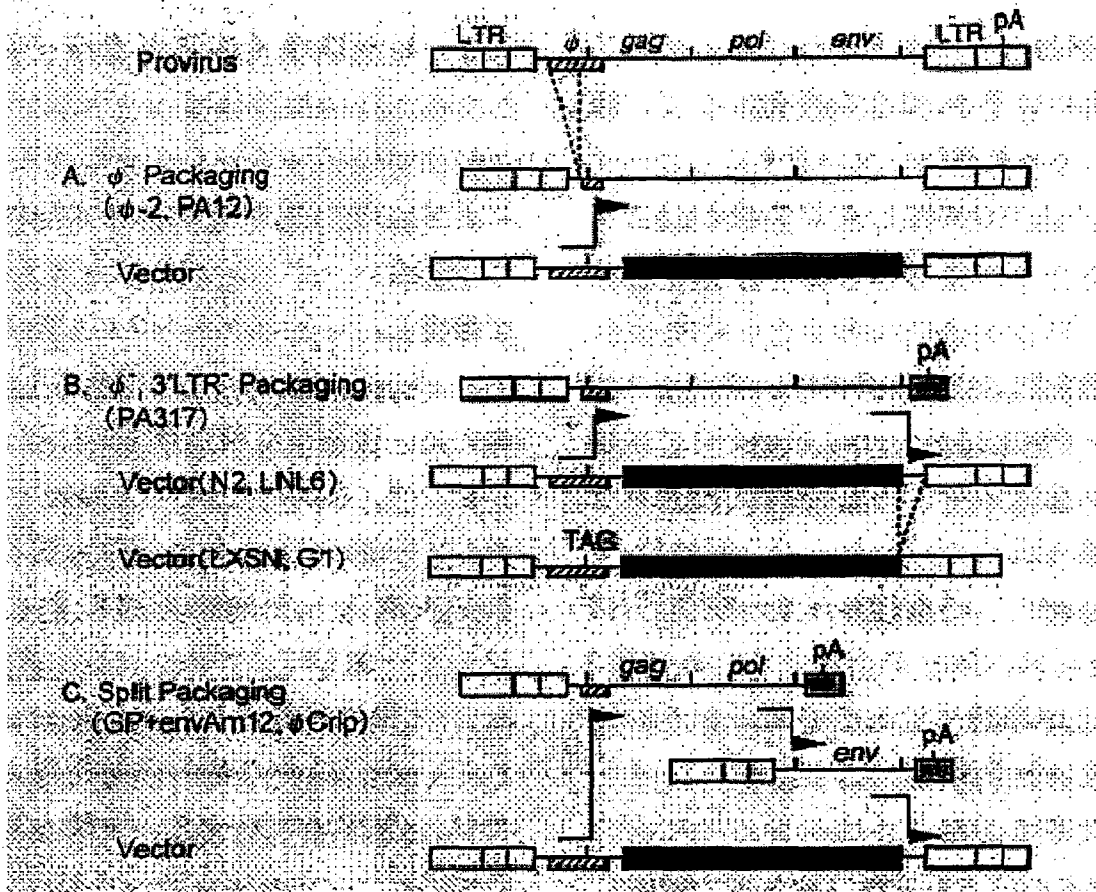 LTR ϕ gag pol env LTR pA
Provirus
A. ϕ⁻ Packaging
(ϕ-2, PA12)
Vector
pA
B. ϕ⁻, 3'LTR⁻ Packaging
(PA317)
Vector(N2, LNL6)
TAG
Vector(LXSN, G1)
gag pol pA
C. Split Packaging
(GP+envAm12, ϕCrip)
env pA
Vector